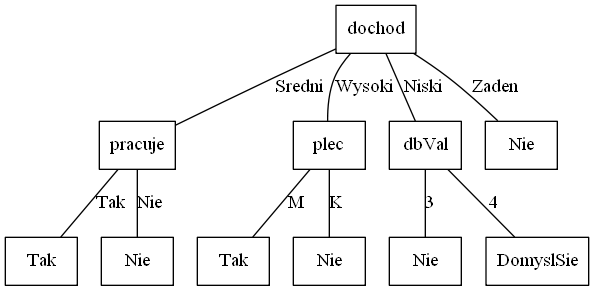 dochod
Sredni Wysoki Niski Zaden
pracuje plec dbVal Nie
Tak Nie M K 3 4
Tak Nie Tak Nie Nie DomyslSie